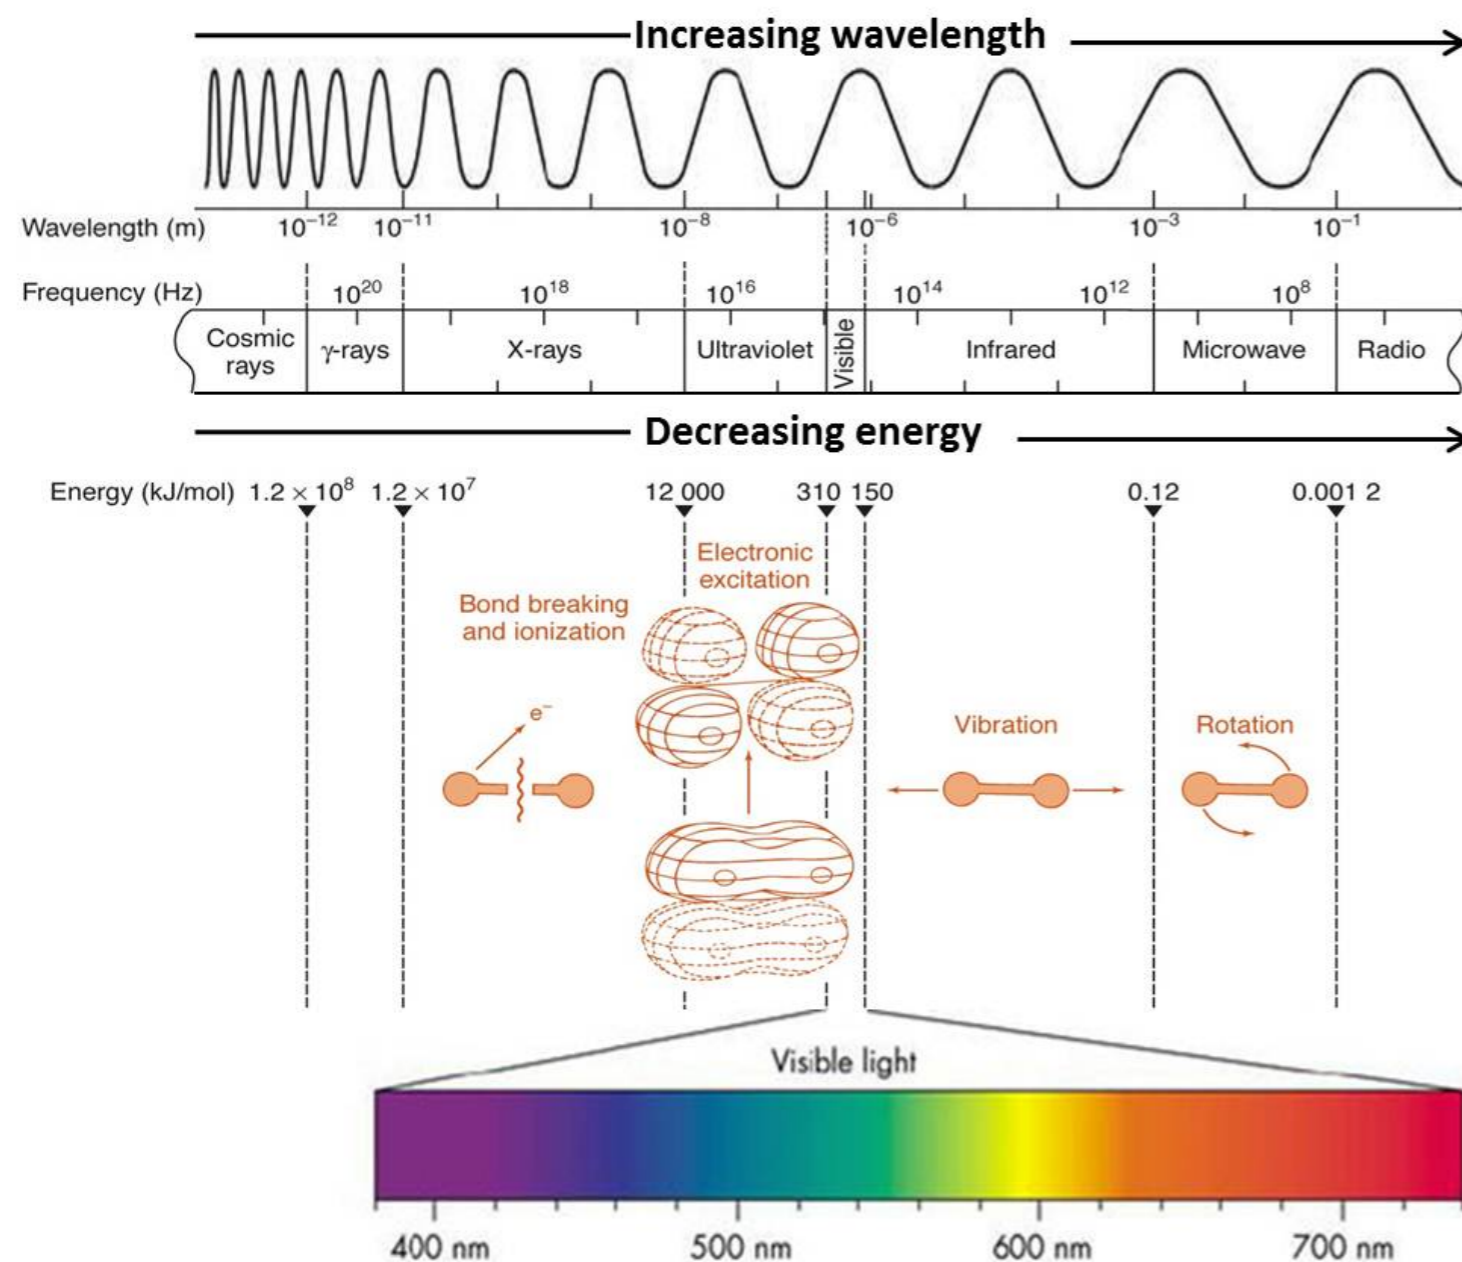 Increasing wavelength
Wavelength (m) 10⁻¹² 10⁻¹¹ 10⁻⁸ 10⁻⁶ 10⁻³ 10⁻¹
Frequency (Hz) 10²⁰ 10¹⁸ 10¹⁶ 10¹⁴ 10¹² 10⁸
Cosmic
rays
γ-rays
X-rays
Ultraviolet
Visible
Infrared
Microwave
Radio
Decreasing energy
Energy (kJ/mol) 1.2 × 10⁸ 1.2 × 10⁷ 12 000 310 150 0.12 0.001 2
Electronic
excitation
Bond breaking
and ionization
e⁻
Vibration
Rotation
Visible light
400 nm 500 nm 600 nm 700 nm